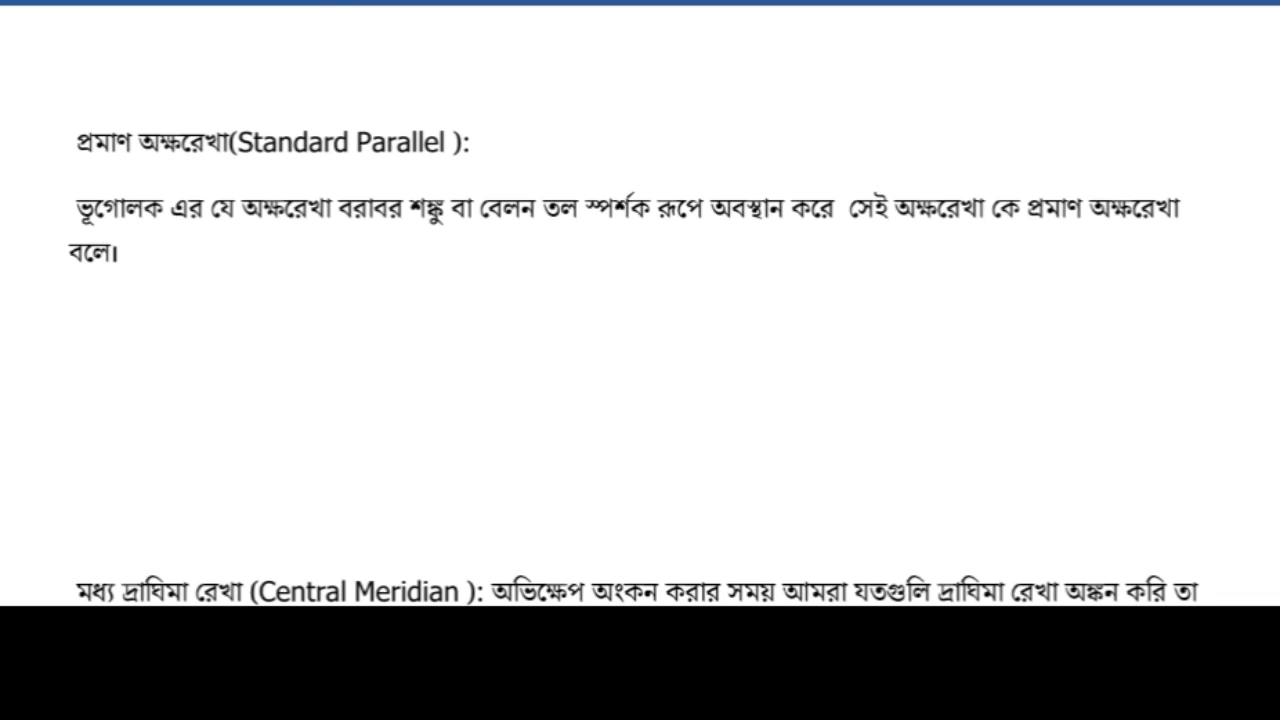 প্রমাণ অক্ষরেখা(Standard Parallel ):
ভূগোলক এর যে অক্ষরেখা বরাবর শঙ্কু বা বেলন তল স্পর্শক রূপে অবস্থান করে সেই অক্ষরেখা কে প্রমাণ অক্ষরেখা
বলে।
মধ্য দ্রাঘিমা রেখা (Central Meridian ): অভিক্ষেপ অংকন করার সময় আমরা যতগুলি দ্রাঘিমা রেখা অঙ্কন করি তা